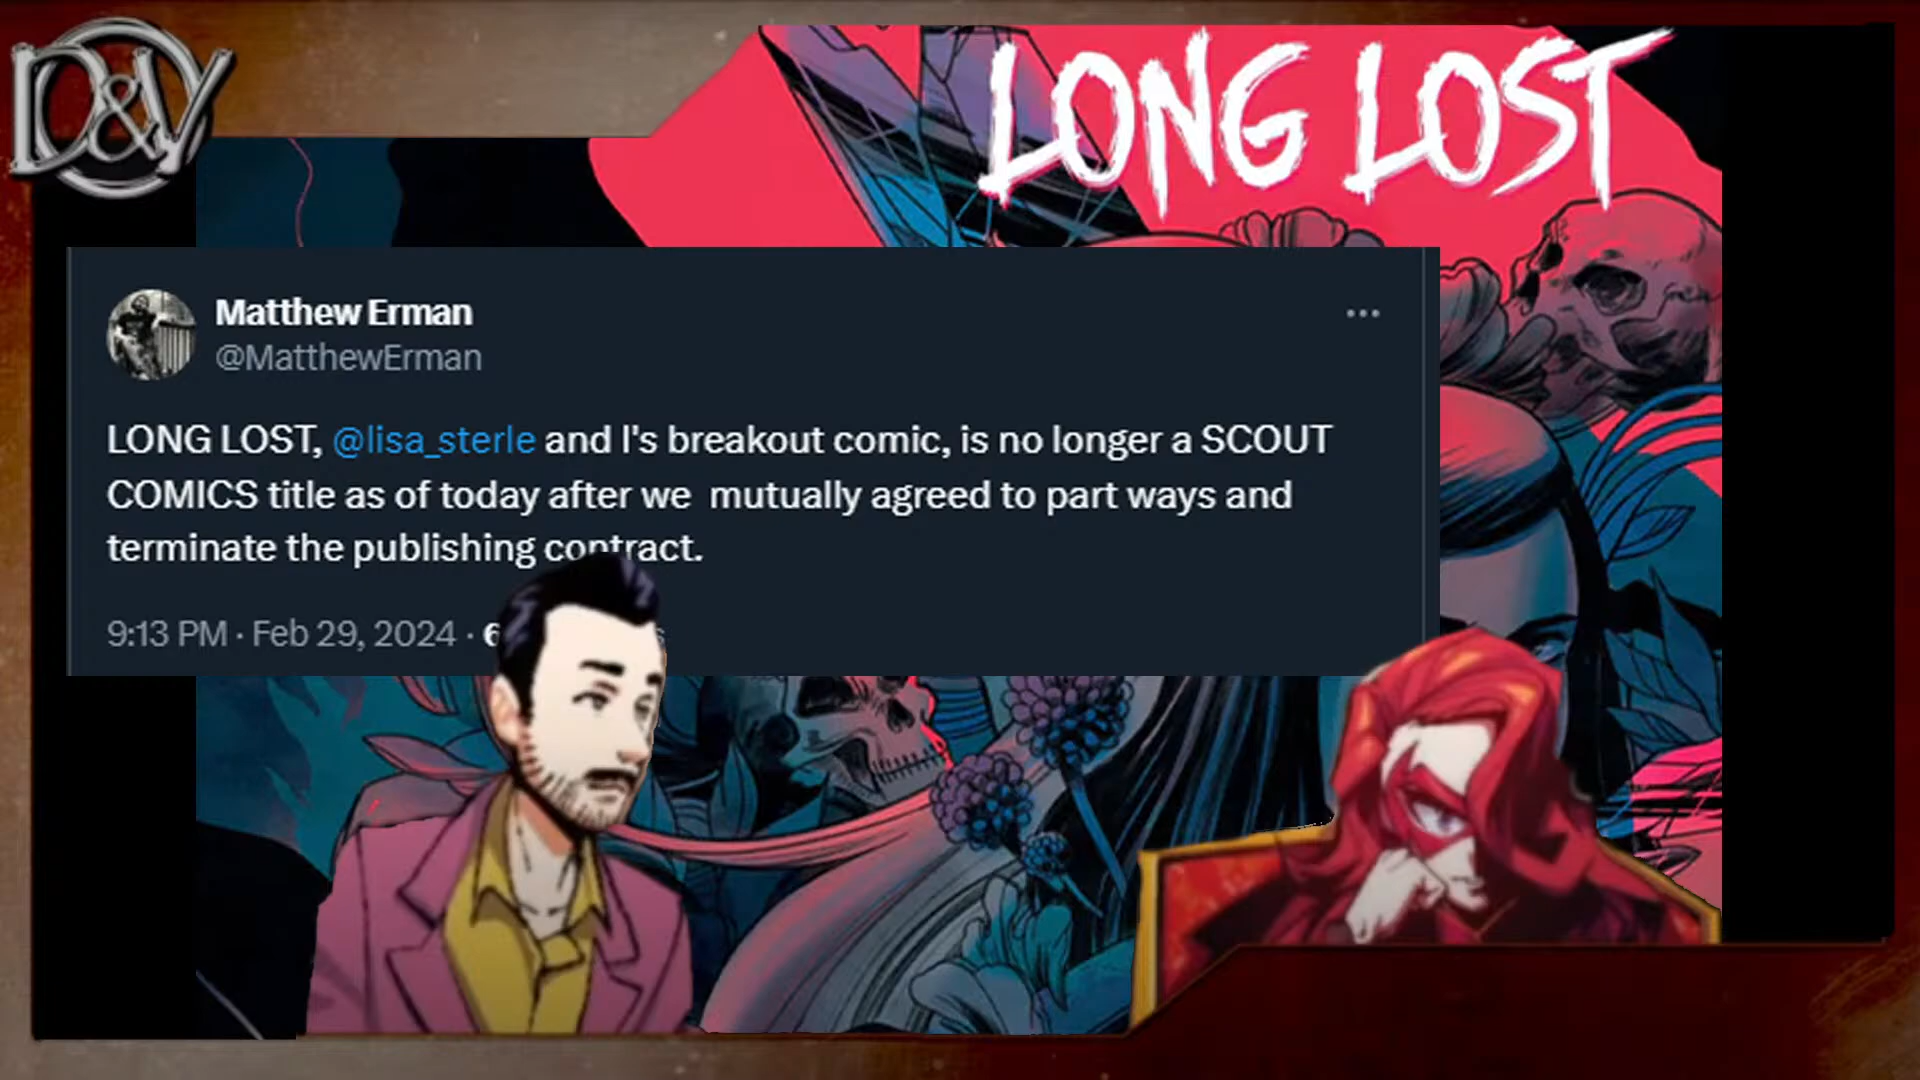 D&V
LONG LOST
Matthew Erman
@MatthewErman
LONG LOST, @lisa_sterle and I's breakout comic, is no longer a SCOUT
COMICS title as of today after we  mutually agreed to part ways and
terminate the publishing contract.
9:13 PM · Feb 29, 2024 ·